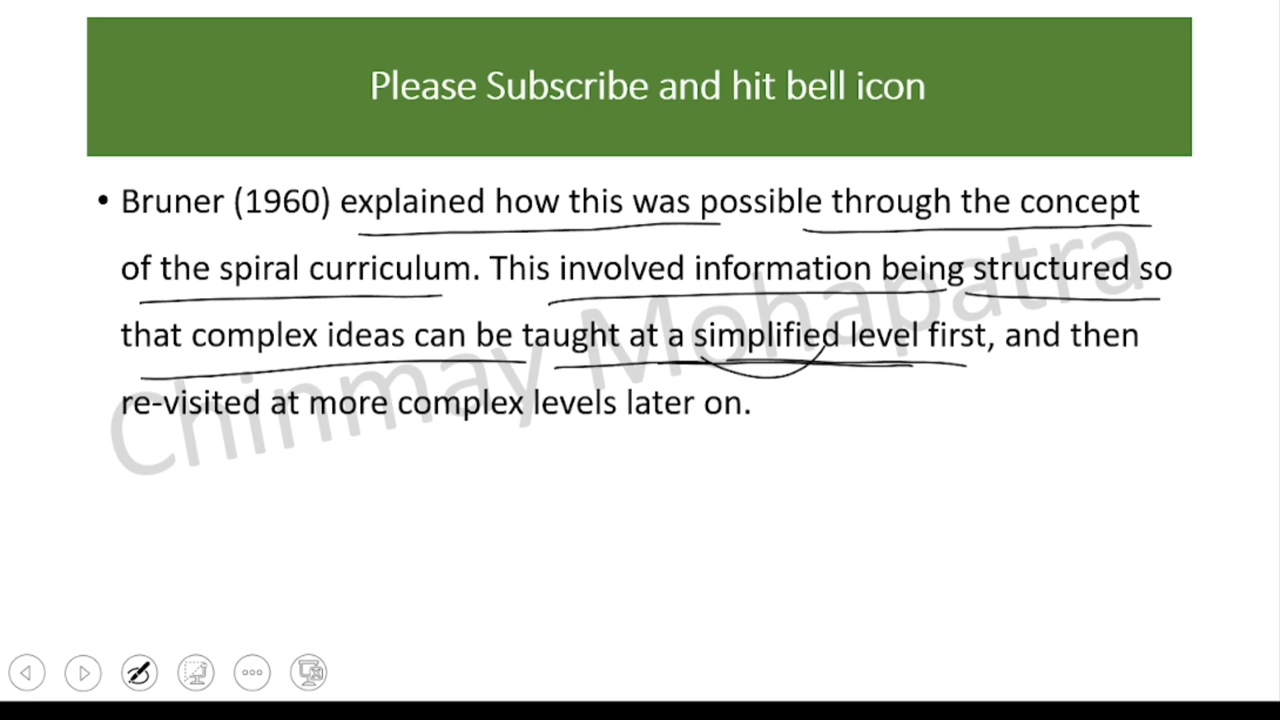 Please Subscribe and hit bell icon
• Bruner (1960) explained how this was possible through the concept
of the spiral curriculum. This involved information being structured so
that complex ideas can be taught at a simplified level first, and then
re-visited at more complex levels later on.
Chinmay Mohapatra